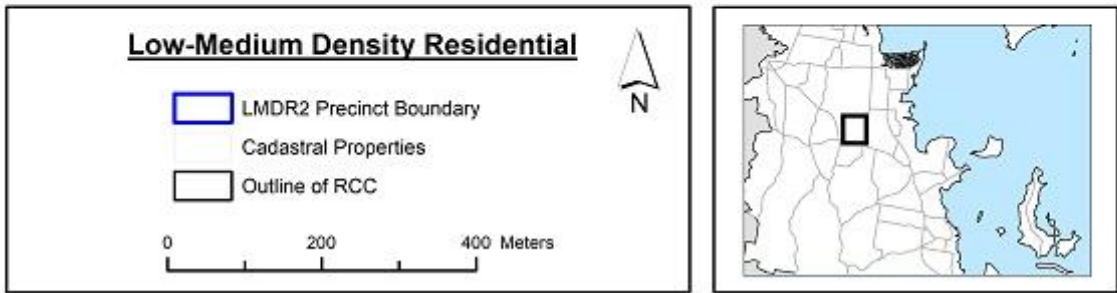 Low-Medium Density Residential
N
LMDR2 Precinct Boundary
Cadastral Properties
Outline of RCC
0 200 400 Meters